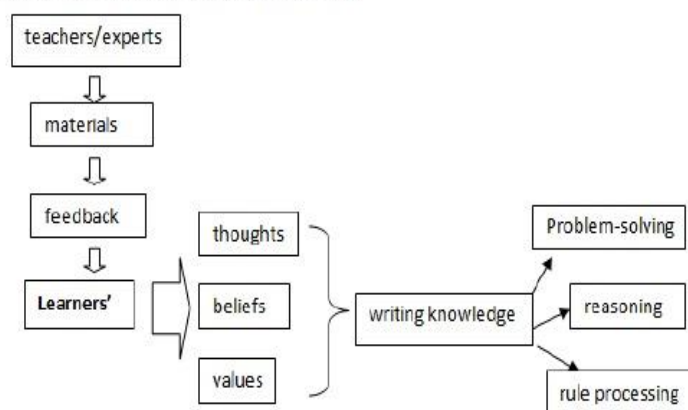 teachers/experts
materials
feedback
Learners'
thoughts
beliefs
values
writing knowledge
Problem-solving
reasoning
rule processing